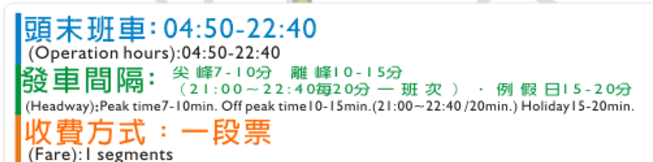 頭末班車:04:50-22:40
(Operation hours):04:50-22:40
發車間隔: 尖峰7-10分 離峰10-15分
(21:00~22:40每20分一班次)．例假日15-20分
(Headway):Peak time7-10min. Off peak time10-15min.(21:00~22:40/20min.) Holiday15-20min.
收費方式：一段票
(Fare):1 segments